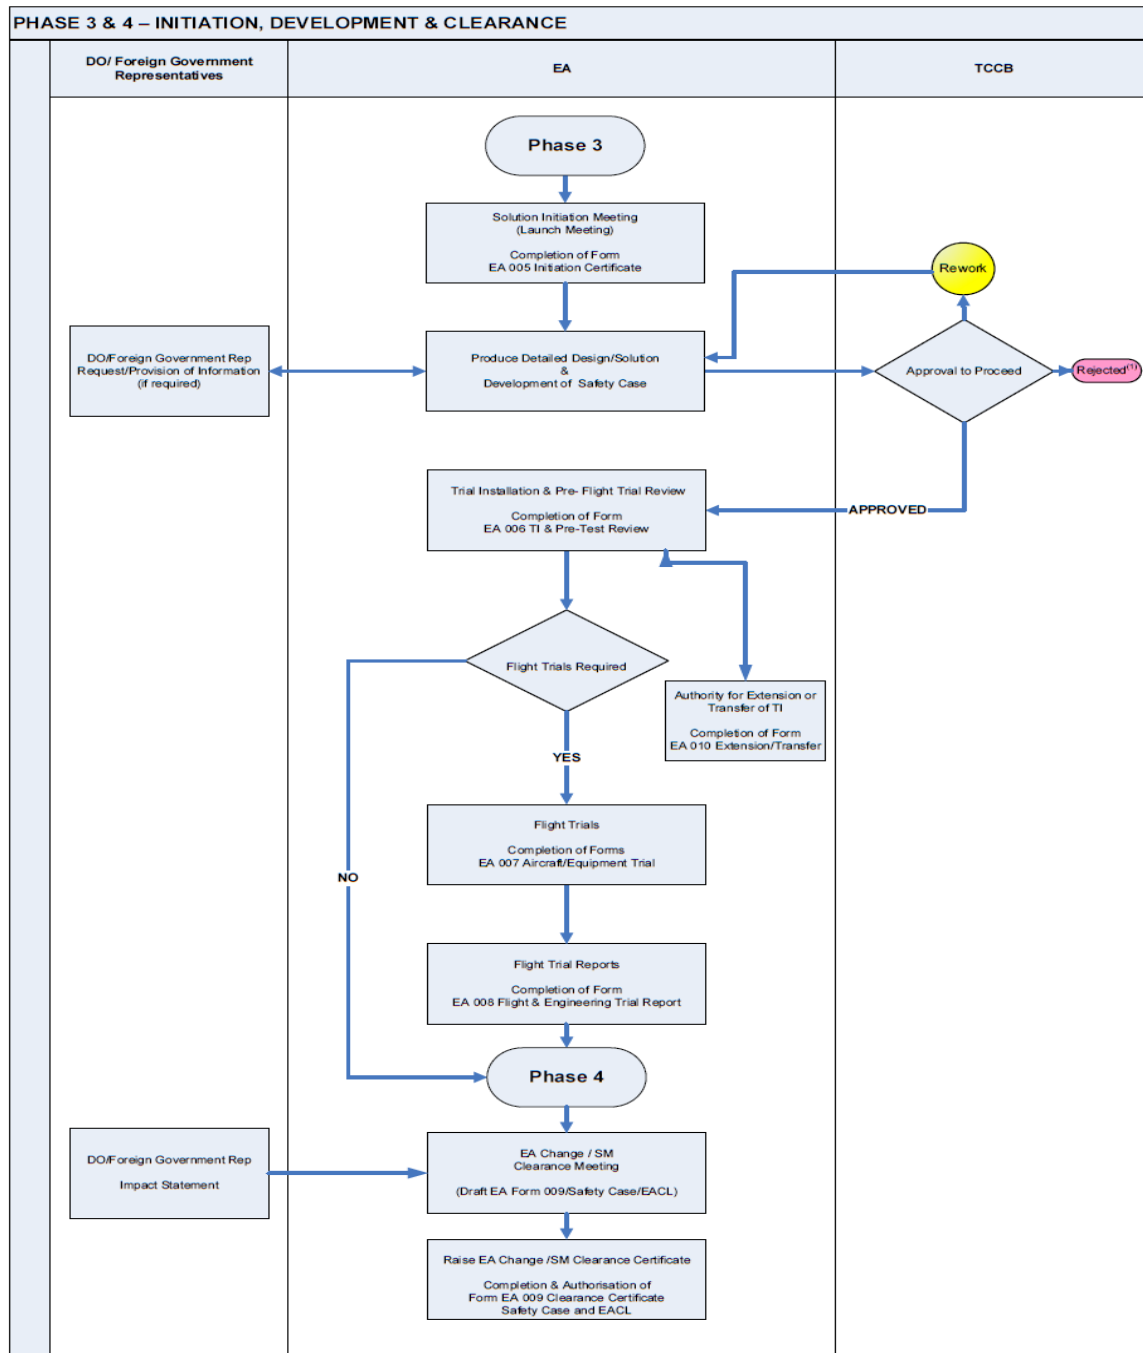 PHASE 3 & 4 – INITIATION, DEVELOPMENT & CLEARANCE
DO/ Foreign Government
Representatives
EA
TCCB
Phase 3
Solution Initiation Meeting
(Launch Meeting)
Completion of Form
EA 005 Initiation Certificate
Rework
DO/Foreign Government Rep
Request/Provision of Information
(if required)
Produce Detailed Design/Solution
&
Development of Safety Case
Approval to Proceed
Rejected(1)
Trial Installation & Pre- Flight Trial Review
Completion of Form
EA 006 TI & Pre-Test Review
APPROVED
Flight Trials Required
Authority for Extension or
Transfer of TI
Completion of Form
EA 010 Extension/Transfer
YES
Flight Trials
Completion of Forms
EA 007 Aircraft/Equipment Trial
NO
Flight Trial Reports
Completion of Form
EA 008 Flight & Engineering Trial Report
Phase 4
DO/Foreign Government Rep
Impact Statement
EA Change / SM
Clearance Meeting
(Draft EA Form 009/Safety Case/EACL)
Raise EA Change /SM Clearance Certificate
Completion & Authorisation of
Form EA 009 Clearance Certificate
Safety Case and EACL